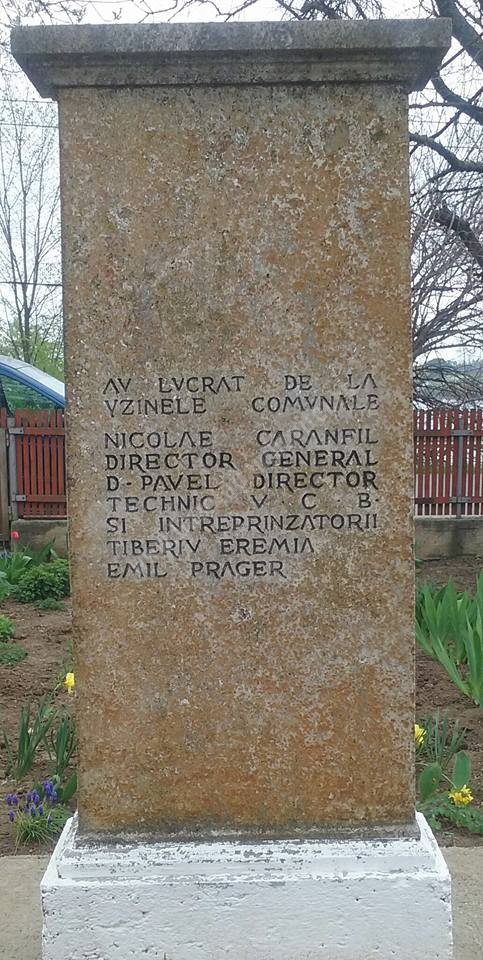 AV LVCRAT DE LA
VZINELE COMVNALE
NICOLAE CARANFIL
DIRECTOR GENERAL
D-PAVEL DIRECTOR
TECHNIC V C B·
SI INTREPRINZATORII
TIBERIV EREMIA
EMIL PRAGER